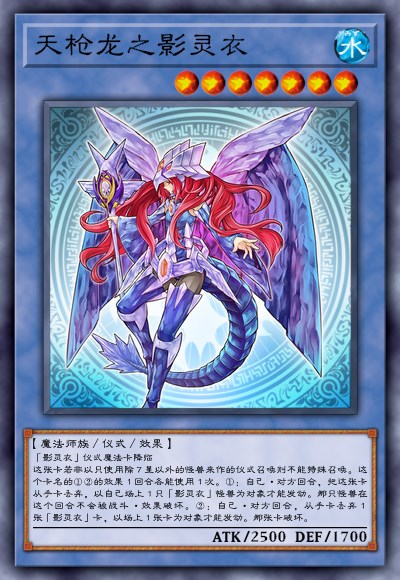 天枪龙之影灵衣
水
【魔法师族／仪式／效果】
「影灵衣」仪式魔法卡降临
这张卡若非以只使用除7星以外的怪兽来作的仪式召唤则不能特殊召唤。这
个卡名的①②的效果1回合各能使用1次。①：自己·对方回合，把这张卡
从手卡丢弃，以自己场上1只「影灵衣」怪兽为对象才能发动。那只怪兽在
这个回合不会被战斗·效果破坏。②：自己·对方回合，从手卡丢弃1
张「影灵衣」卡，以场上1张卡为对象才能发动。那张卡破坏。
ATK/2500 DEF/1700